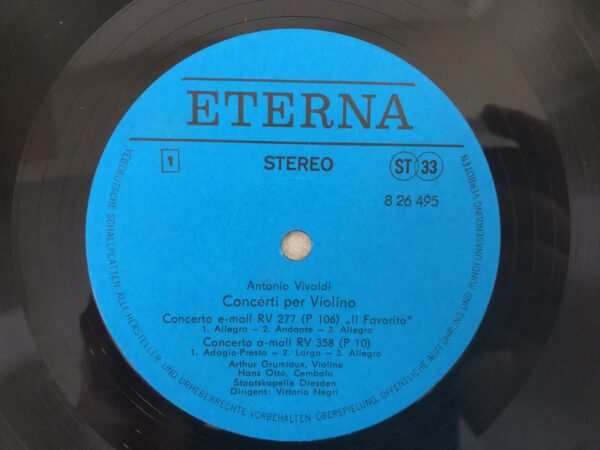 ETERNA
1
STEREO
ST 33
8 26 495
Antonio Vivaldi
Concerti per Violino
Concerto e-moll RV 277 (P 106) „Il Favorito"
1. Allegro – 2. Andante – 3. Allegro
Concerto a-moll RV 358 (P 10)
1. Adagio-Presto – 2. Largo – 3. Allegro
Arthur Grumiaux, Violine
Hans Otto, Cembalo
Staatskapelle Dresden
Dirigent: Vittorio Negri
VEB DEUTSCHE SCHALLPLATTEN ALLE HERSTELLER UND URHEBERRECHTE VORBEHALTEN ÜBERSPIELUNG, ÖFFENTLICHE AUFFÜHRUNG UND RUNDFUNKSENDUNG VERBOTEN